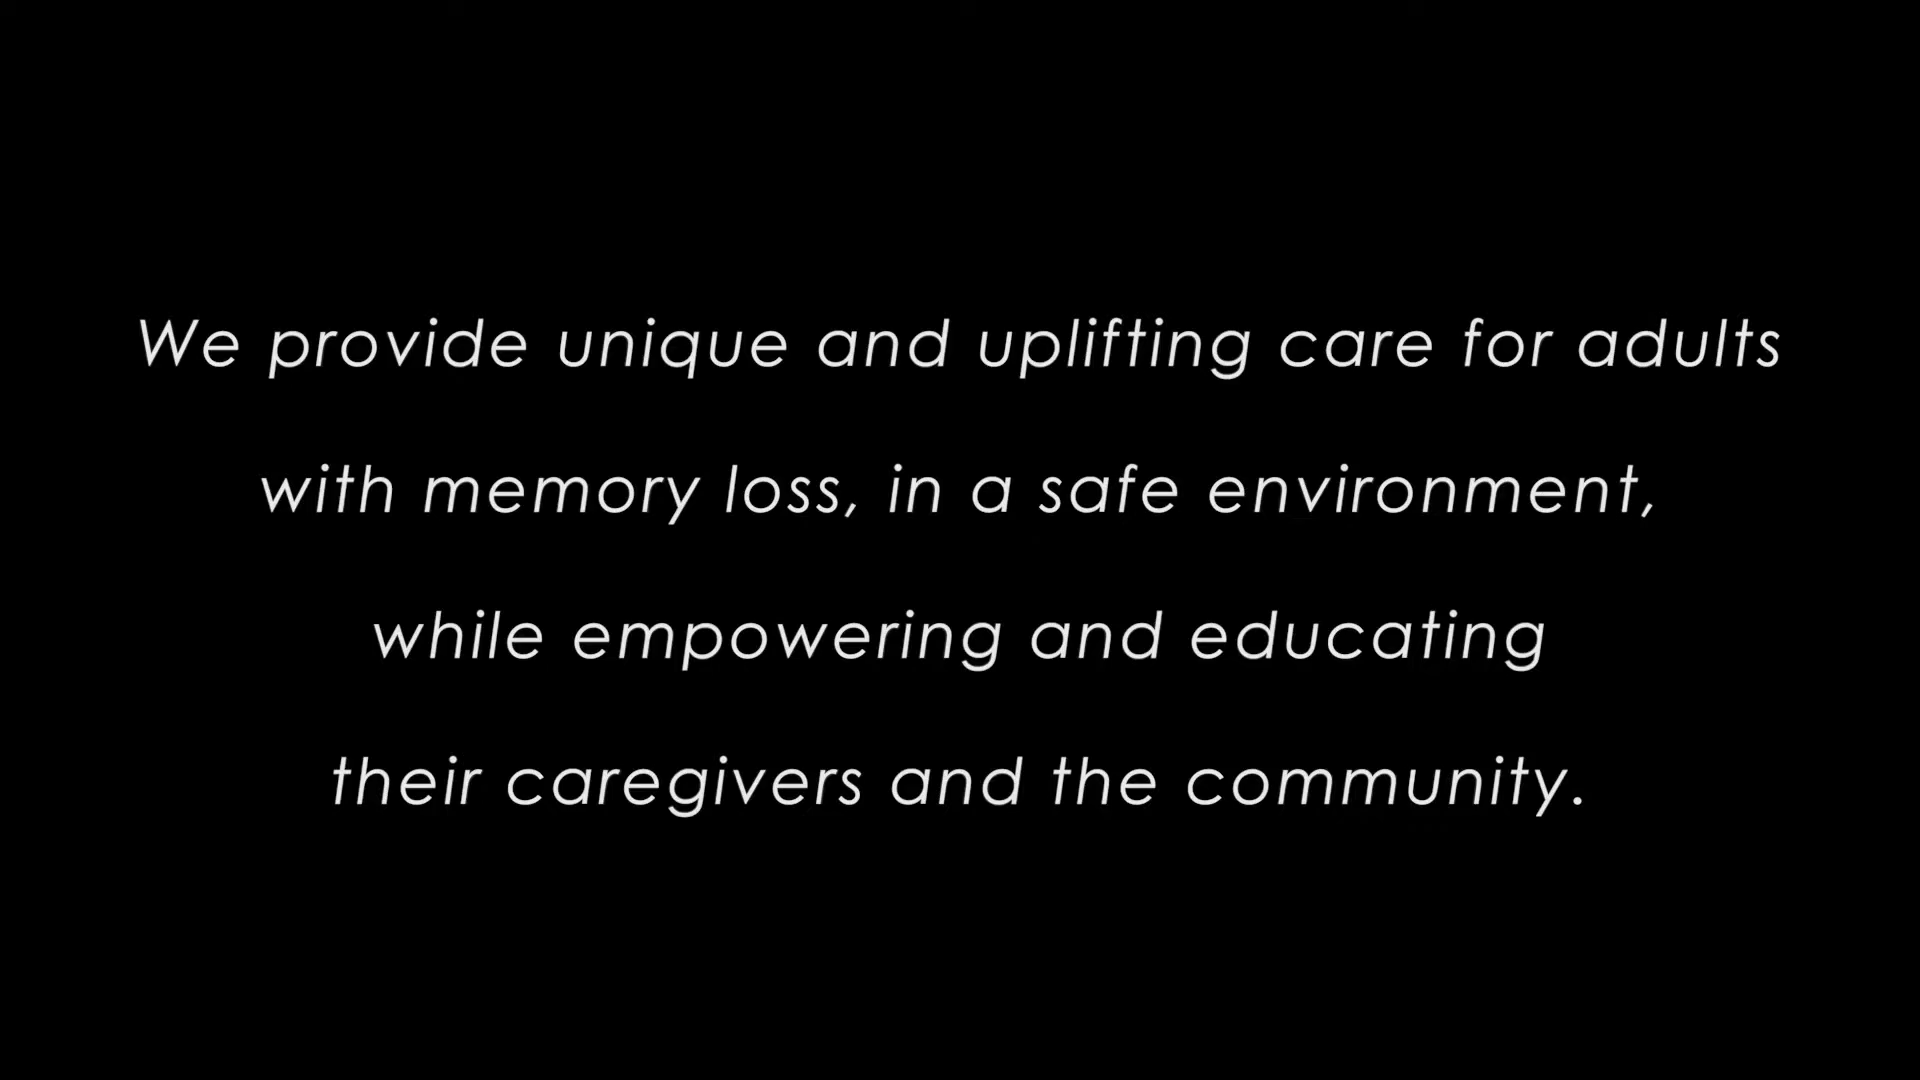 We provide unique and uplifting care for adults
with memory loss, in a safe environment,
while empowering and educating
their caregivers and the community.